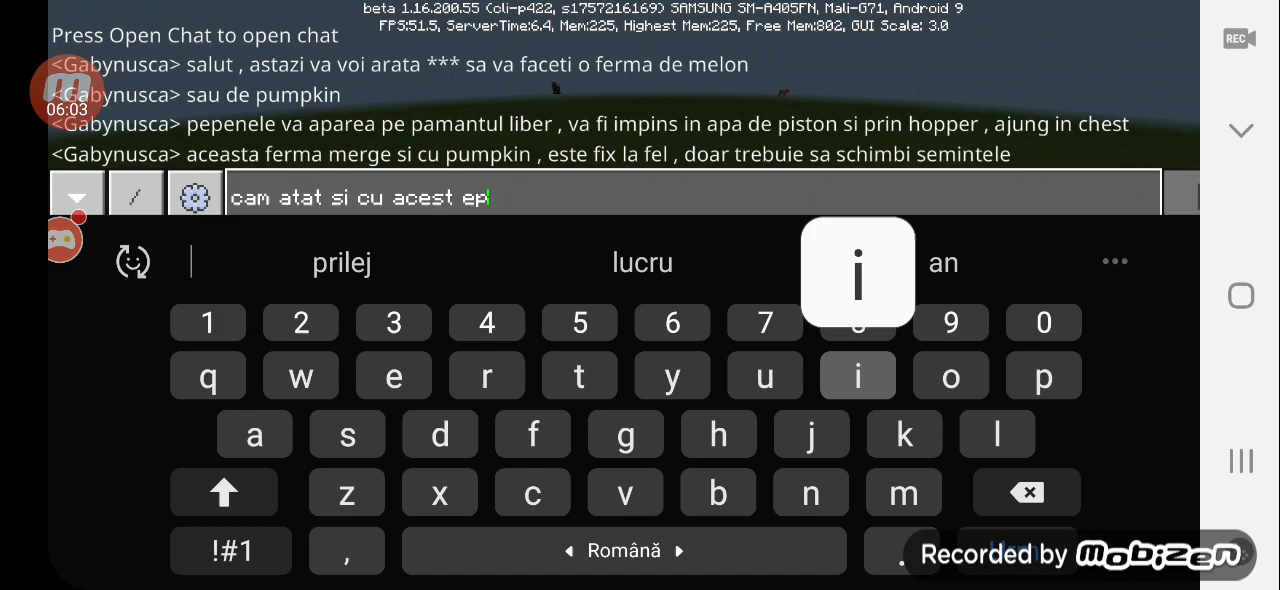 beta 1.16.200.55 (cli-p422, s1757216169) SAMSUNG SM-A405FN, Mali-G71, Android 9
FPS:51.5, ServerTime:6.4, Mem:225, Highest Mem:225, Free Mem:802, GUI Scale: 3.0
REC
Press Open Chat to open chat
<Gabynusca> salut , astazi va voi arata *** sa va faceti o ferma de melon
<Gabynusca> sau de pumpkin
06:03
<Gabynusca> pepenele va aparea pe pamantul liber , va fi impins in apa de piston si prin hopper , ajung in chest
<Gabynusca> aceasta ferma merge si cu pumpkin , este fix la fel , doar trebuie sa schimbi semintele
/ cam atat si cu acest ep
prilej lucru i an •••
1 2 3 4 5 6 7 8 9 0
q w e r t y u i o p
a s d f g h j k l
z x c v b n m
!#1 , Română .
Recorded by mobizen